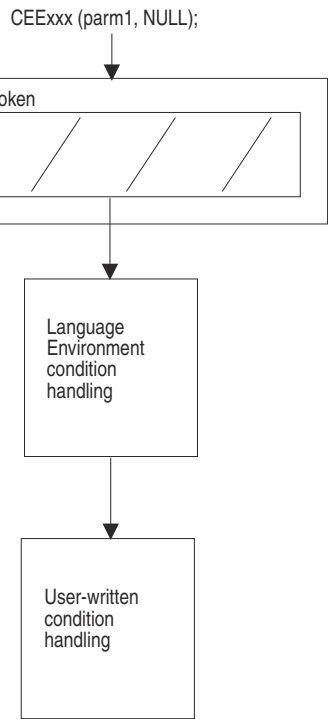 CEExxx (parm1, NULL);
oken
Language
Environment
condition
handling
User-written
condition
handling